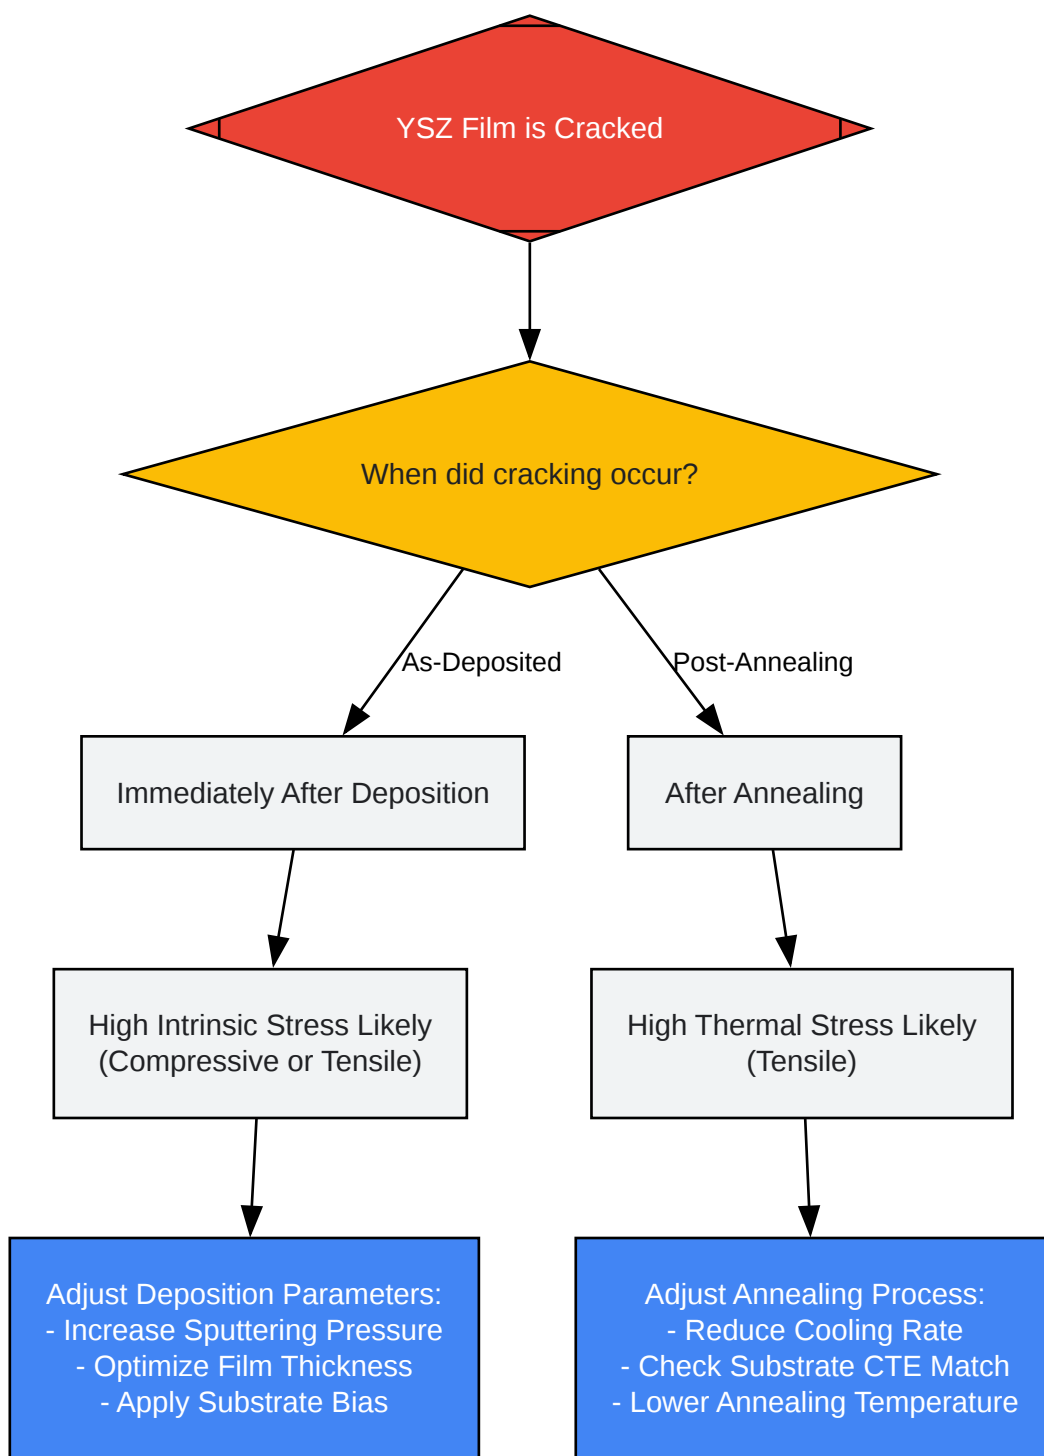 YSZ Film is Cracked
When did cracking occur?
As-Deposited
Post-Annealing
Immediately After Deposition
After Annealing
High Intrinsic Stress Likely
(Compressive or Tensile)
High Thermal Stress Likely
(Tensile)
Adjust Deposition Parameters:
- Increase Sputtering Pressure
- Optimize Film Thickness
- Apply Substrate Bias
Adjust Annealing Process:
- Reduce Cooling Rate
- Check Substrate CTE Match
- Lower Annealing Temperature